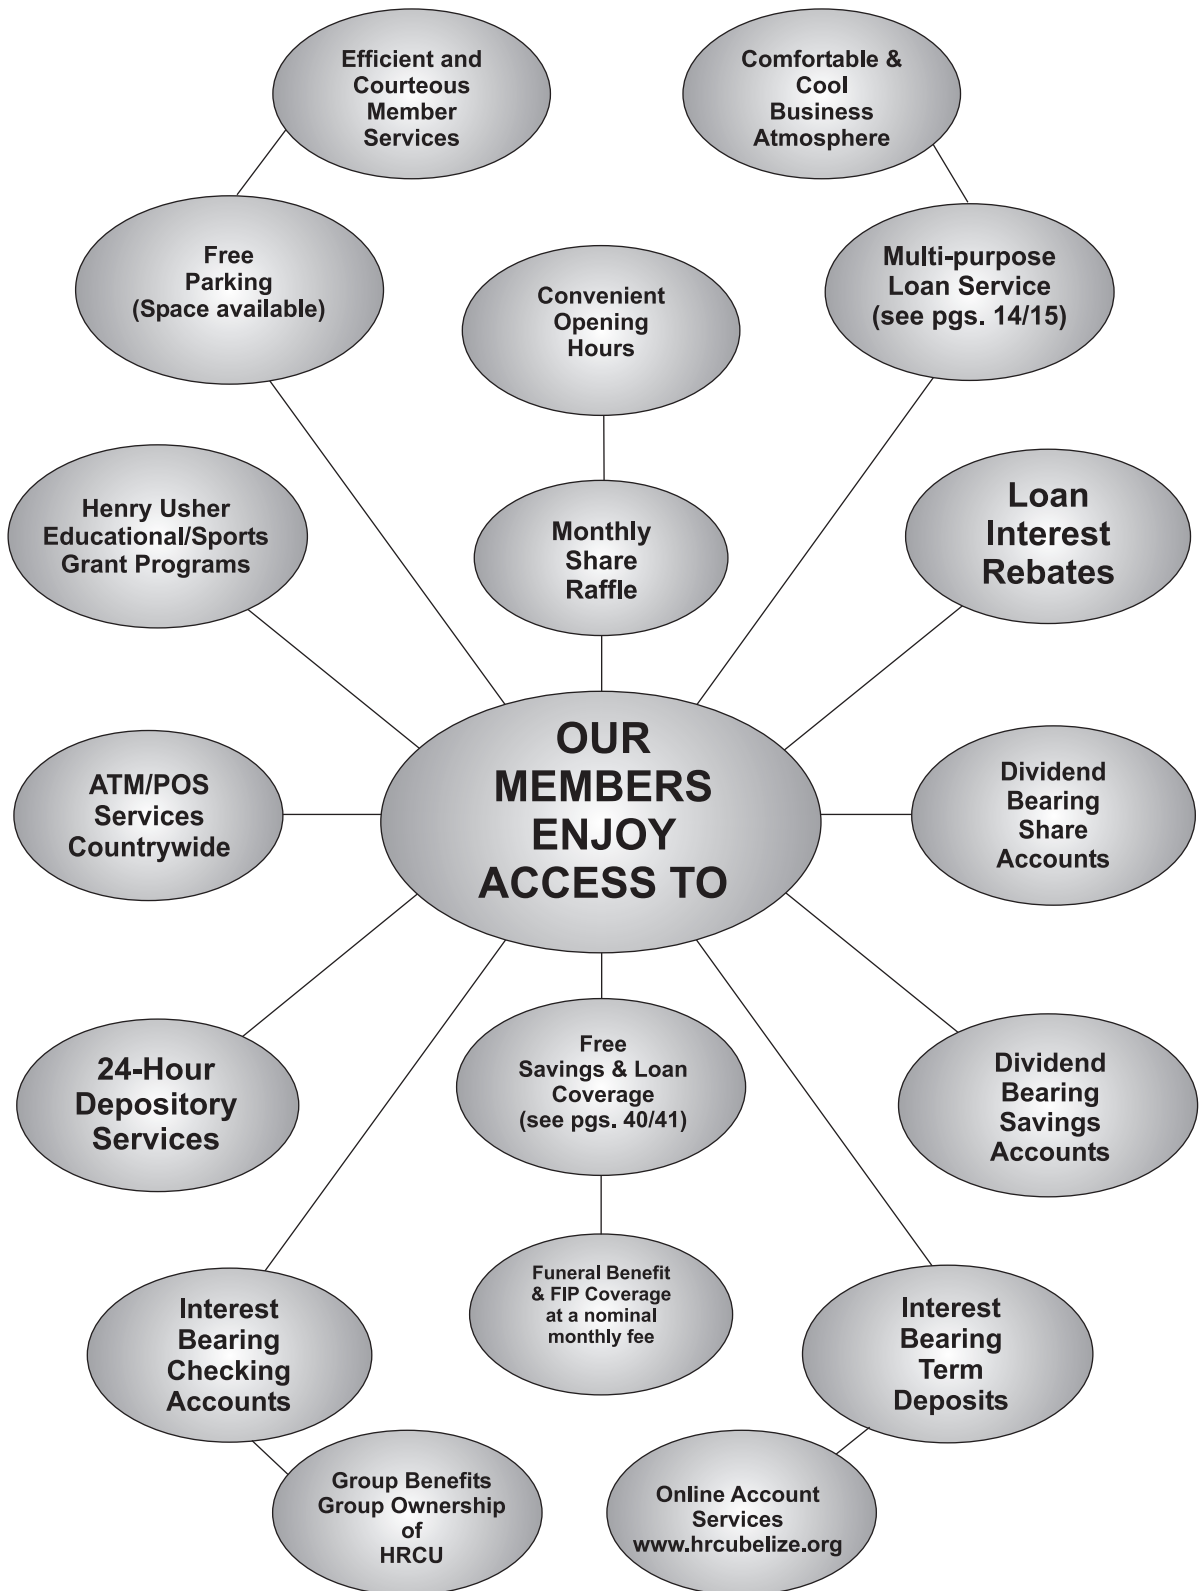 Efficient and
Courteous
Member
Services
Comfortable &
Cool
Business
Atmosphere
Free
Parking
(Space available)
Convenient
Opening
Hours
Multi-purpose
Loan Service
(see pgs. 14/15)
Henry Usher
Educational/Sports
Grant Programs
Monthly
Share
Raffle
Loan
Interest
Rebates
OUR
MEMBERS
ENJOY
ACCESS TO
ATM/POS
Services
Countrywide
Dividend
Bearing
Share
Accounts
24-Hour
Depository
Services
Free
Savings & Loan
Coverage
(see pgs. 40/41)
Dividend
Bearing
Savings
Accounts
Interest
Bearing
Checking
Accounts
Funeral Benefit
& FIP Coverage
at a nominal
monthly fee
Interest
Bearing
Term
Deposits
Group Benefits
Group Ownership
of
HRCU
Online Account
Services
www.hrcubelize.org